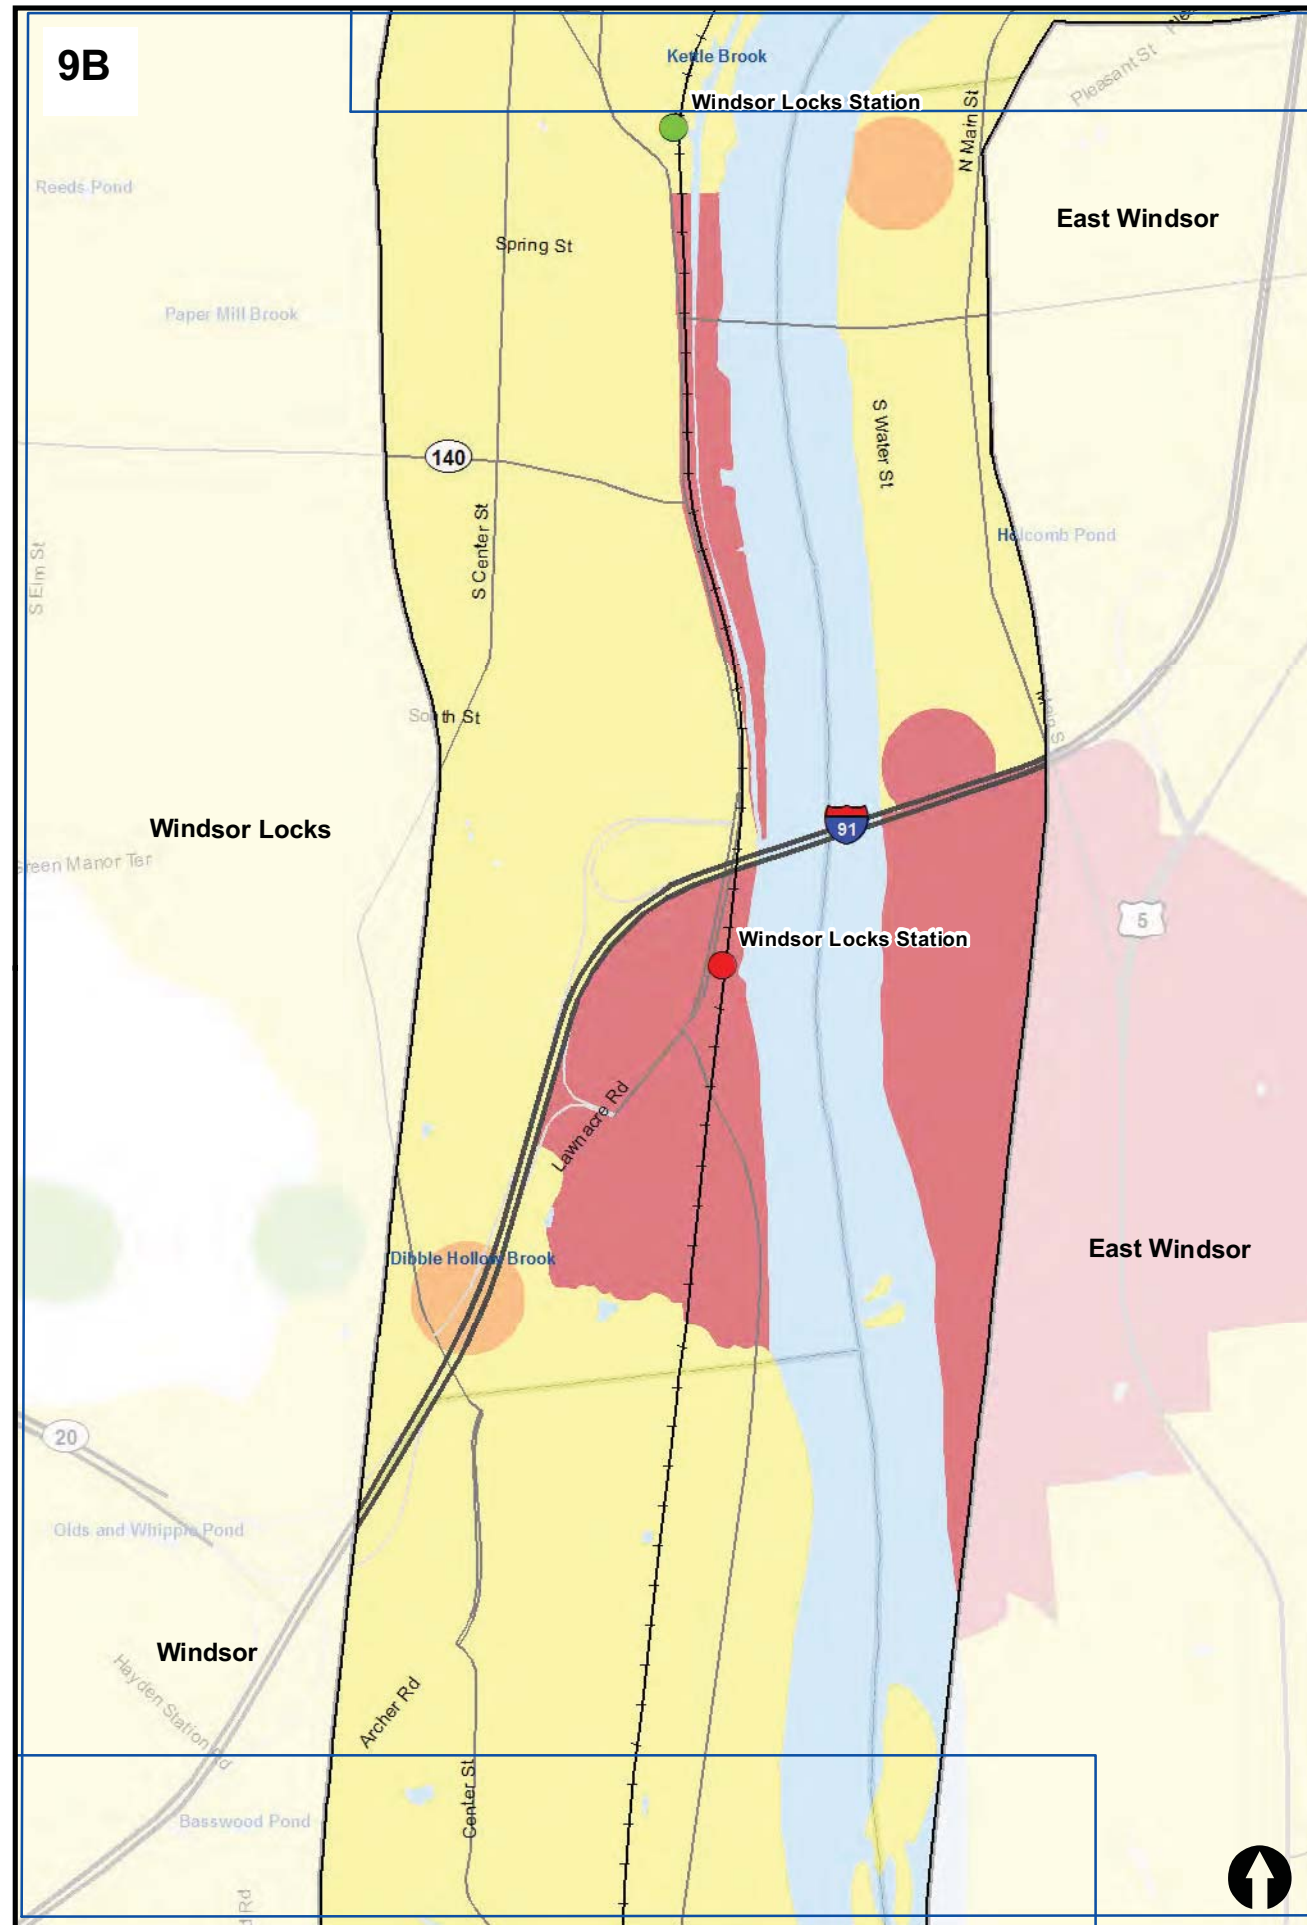 9B
Kettle Brook
Pleasant St
Windsor Locks Station
N Main St
Reeds Pond
East Windsor
Spring St
Paper Mill Brook
S Water St
140
S Center St
Holcomb Pond
S Elm St
South St
Main S
Windsor Locks
91
Green Manor Ter
5
Windsor Locks Station
Lawnacre Rd
Dibble Hollow Brook
East Windsor
20
Olds and Whipple Pond
Windsor
Hayden Station Rd
Archer Rd
Center St
Basswood Pond
d Rd